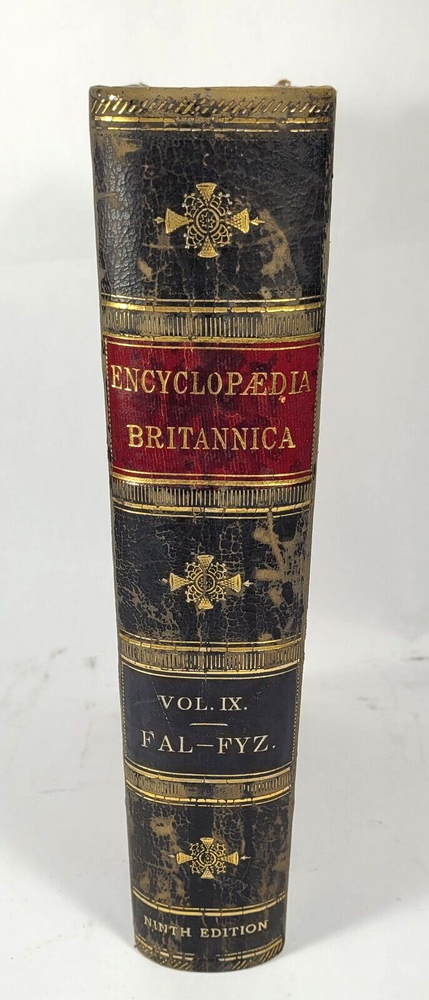 ENCYCLOPÆDIA
BRITANNICA
VOL. IX.
FAL—FYZ.
NINTH EDITION